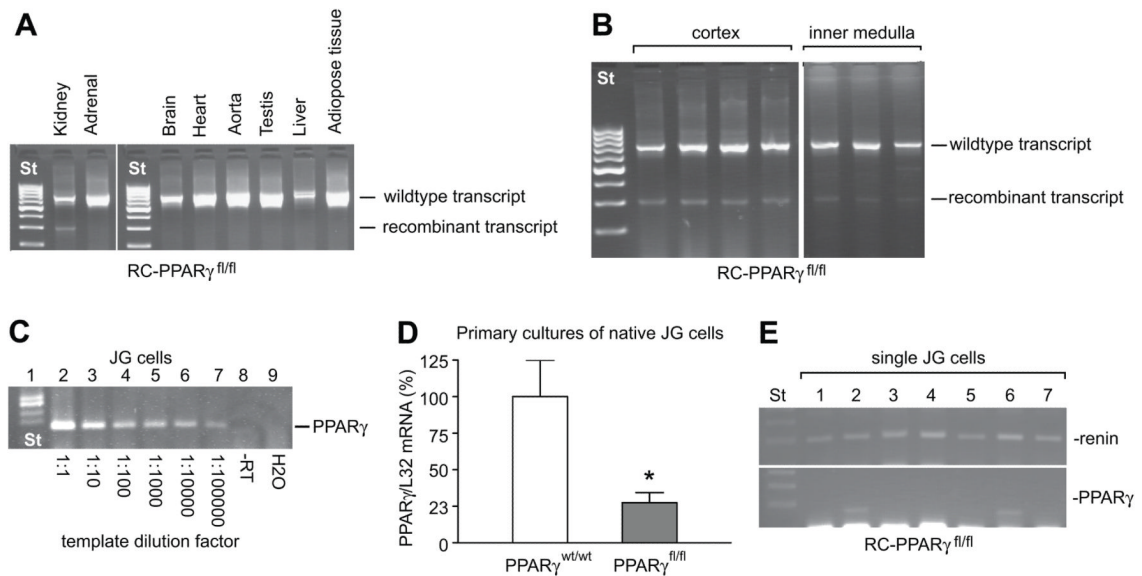 A
Kidney
Adrenal
Brain
Heart
Aorta
Testis
Liver
Adiopose tissue
St
St
wildtype transcript
recombinant transcript
RC-PPARγ fl/fl
B
cortex
inner medulla
St
wildtype transcript
recombinant transcript
RC-PPARγ fl/fl
C
JG cells
1 2 3 4 5 6 7 8 9
St
PPARγ
1:1
1:10
1:100
1:1000
1:10000
1:100000
-RT
H2O
template dilution factor
D
Primary cultures of native JG cells
PPARγ/L32 mRNA (%)
125
100
75
50
23
0
*
PPARγ wt/wt
PPARγ fl/fl
E
single JG cells
St 1 2 3 4 5 6 7
-renin
-PPARγ
RC-PPARγ fl/fl